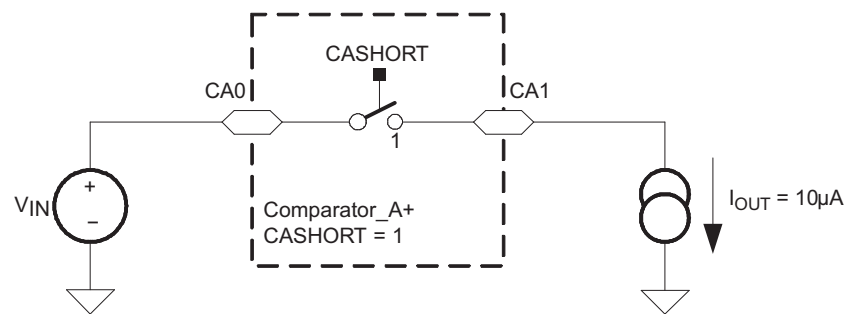 CASHORT
CA0
CA1
1
+
VIN
−
Comparator_A+
CASHORT = 1
IOUT = 10µA